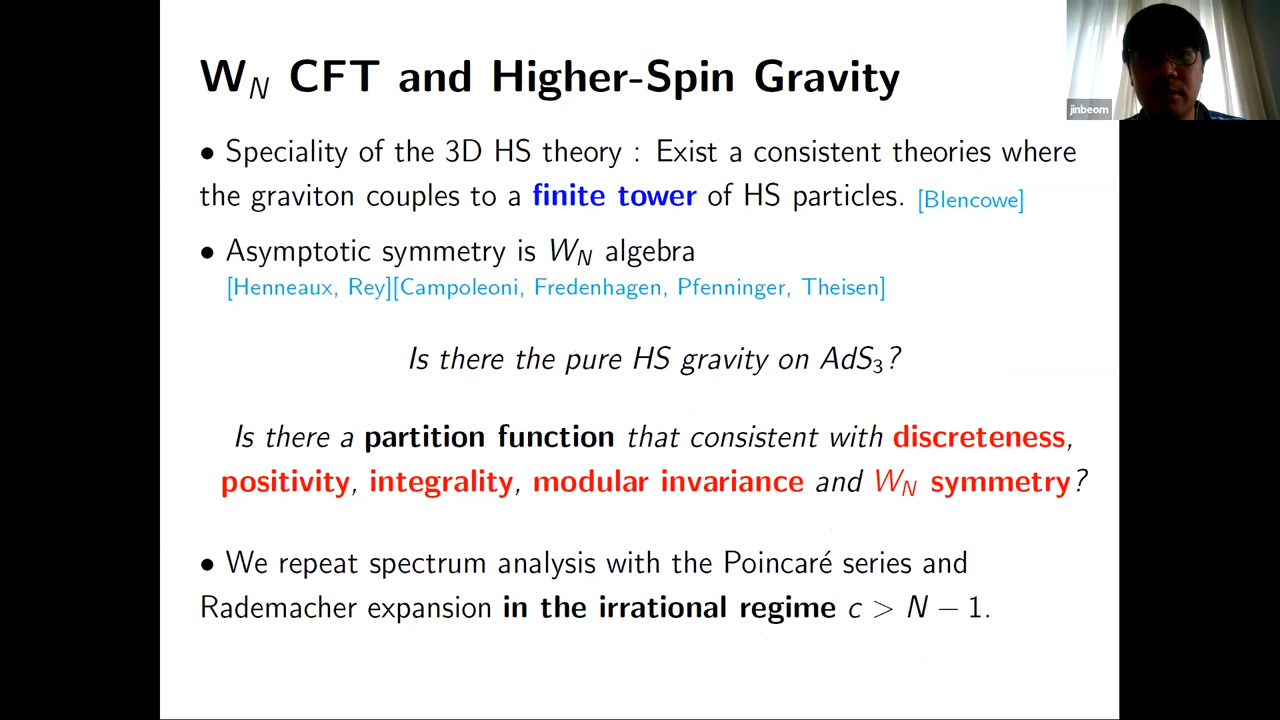 W_N CFT and Higher-Spin Gravity
jinbeom
• Speciality of the 3D HS theory : Exist a consistent theories where
the graviton couples to a finite tower of HS particles. [Blencowe]
• Asymptotic symmetry is W_N algebra
[Henneaux, Rey][Campoleoni, Fredenhagen, Pfenninger, Theisen]
Is there the pure HS gravity on AdS₃?
Is there a partition function that consistent with discreteness,
positivity, integrality, modular invariance and W_N symmetry?
• We repeat spectrum analysis with the Poincaré series and
Rademacher expansion in the irrational regime c > N − 1.